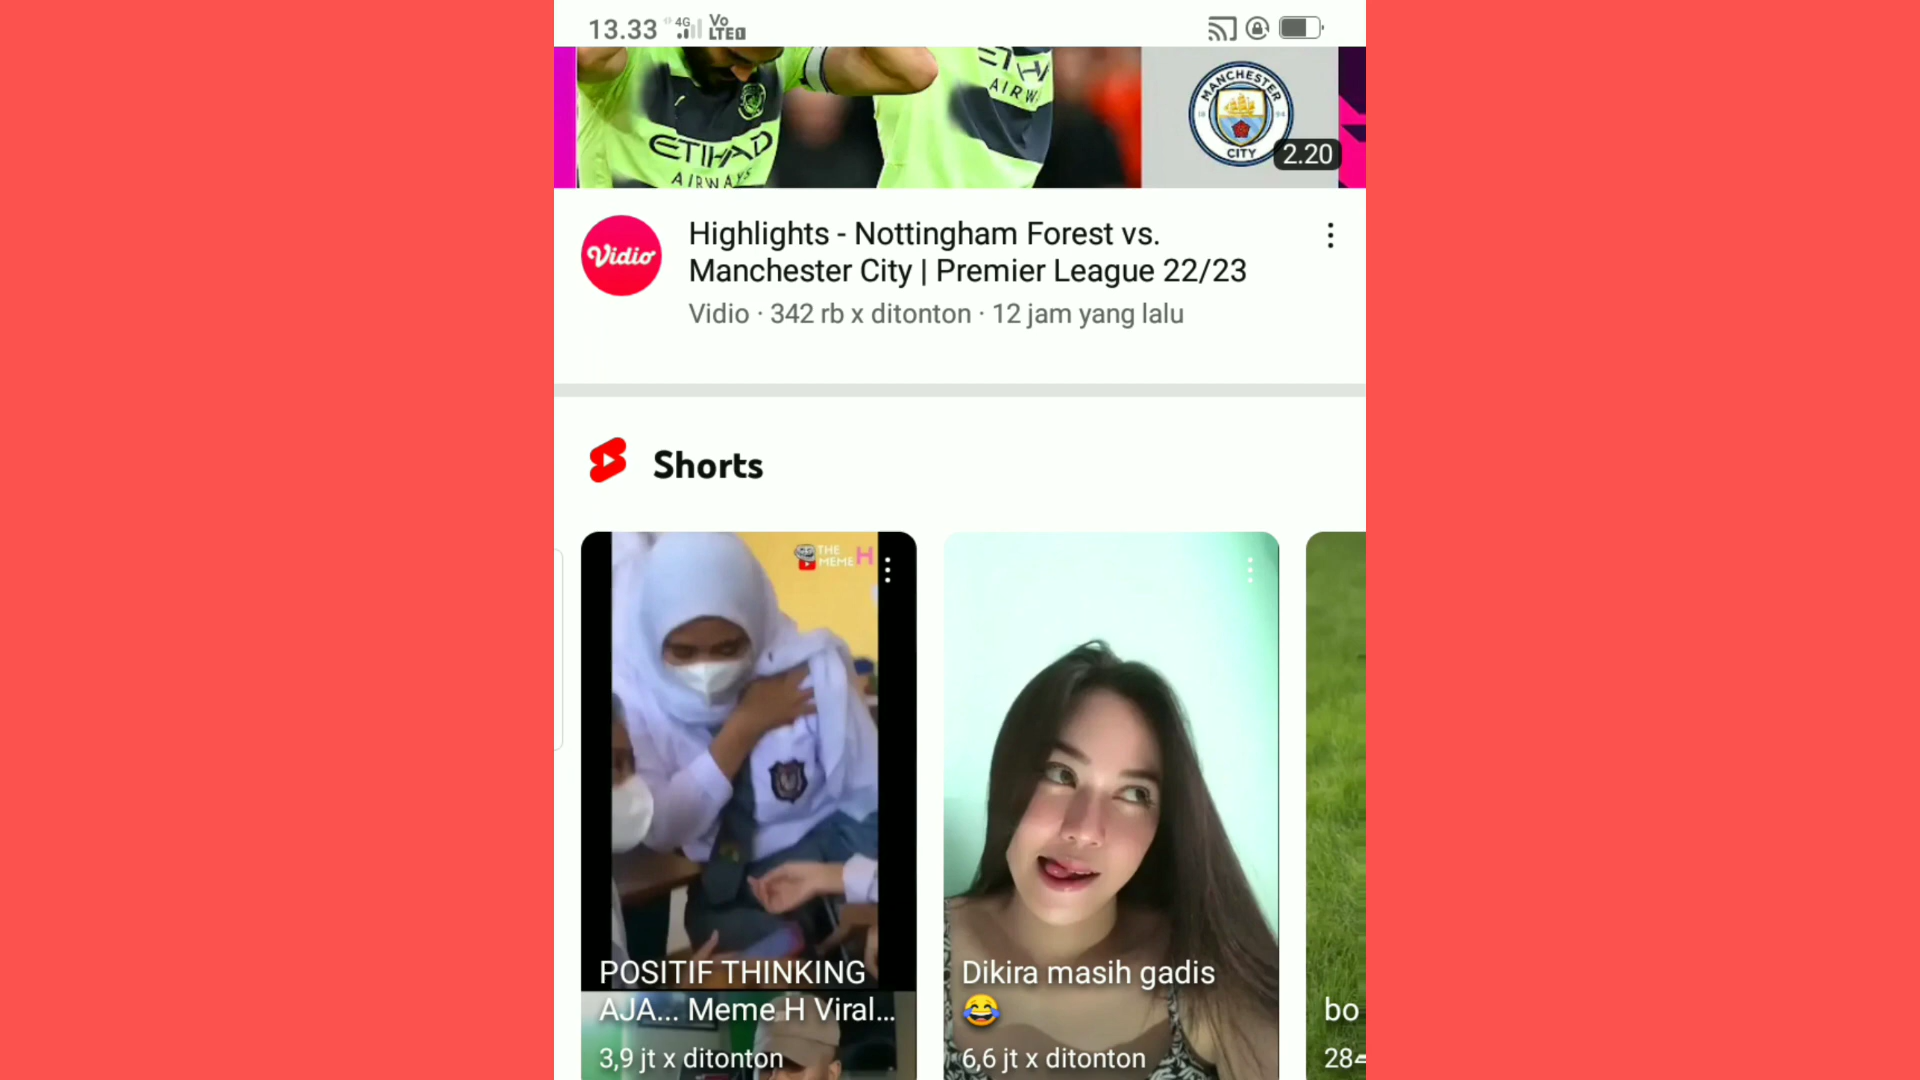 13.33 4G Vo LTE
ETIHAD
AIRWAYS
MANCHESTER
18 94
CITY
2.20
Vidio
Highlights - Nottingham Forest vs.
Manchester City | Premier League 22/23
Vidio · 342 rb x ditonton · 12 jam yang lalu
Shorts
THE
MEME H
POSITIF THINKING
AJA... Meme H Viral...
3,9 jt x ditonton
Dikira masih gadis
😂
6,6 jt x ditonton
bo